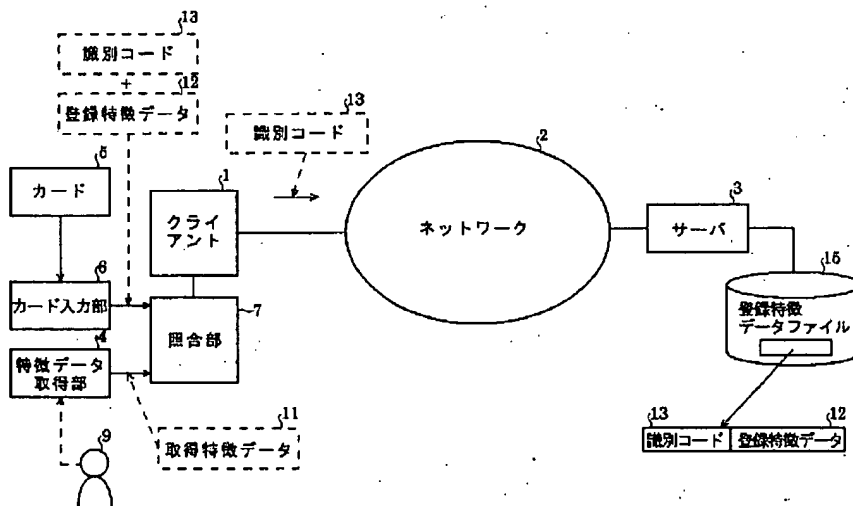 13
識別コード
+
12
登録特徴データ
13
識別コード
5
カード
1
クライ
アント
2
ネットワーク
3
サーバ
15
登録特徴
データファイル
6
カード入力部
7
照合部
4
特徴データ
取得部
11
取得特徴データ
9
13
識別コード
12
登録特徴データ